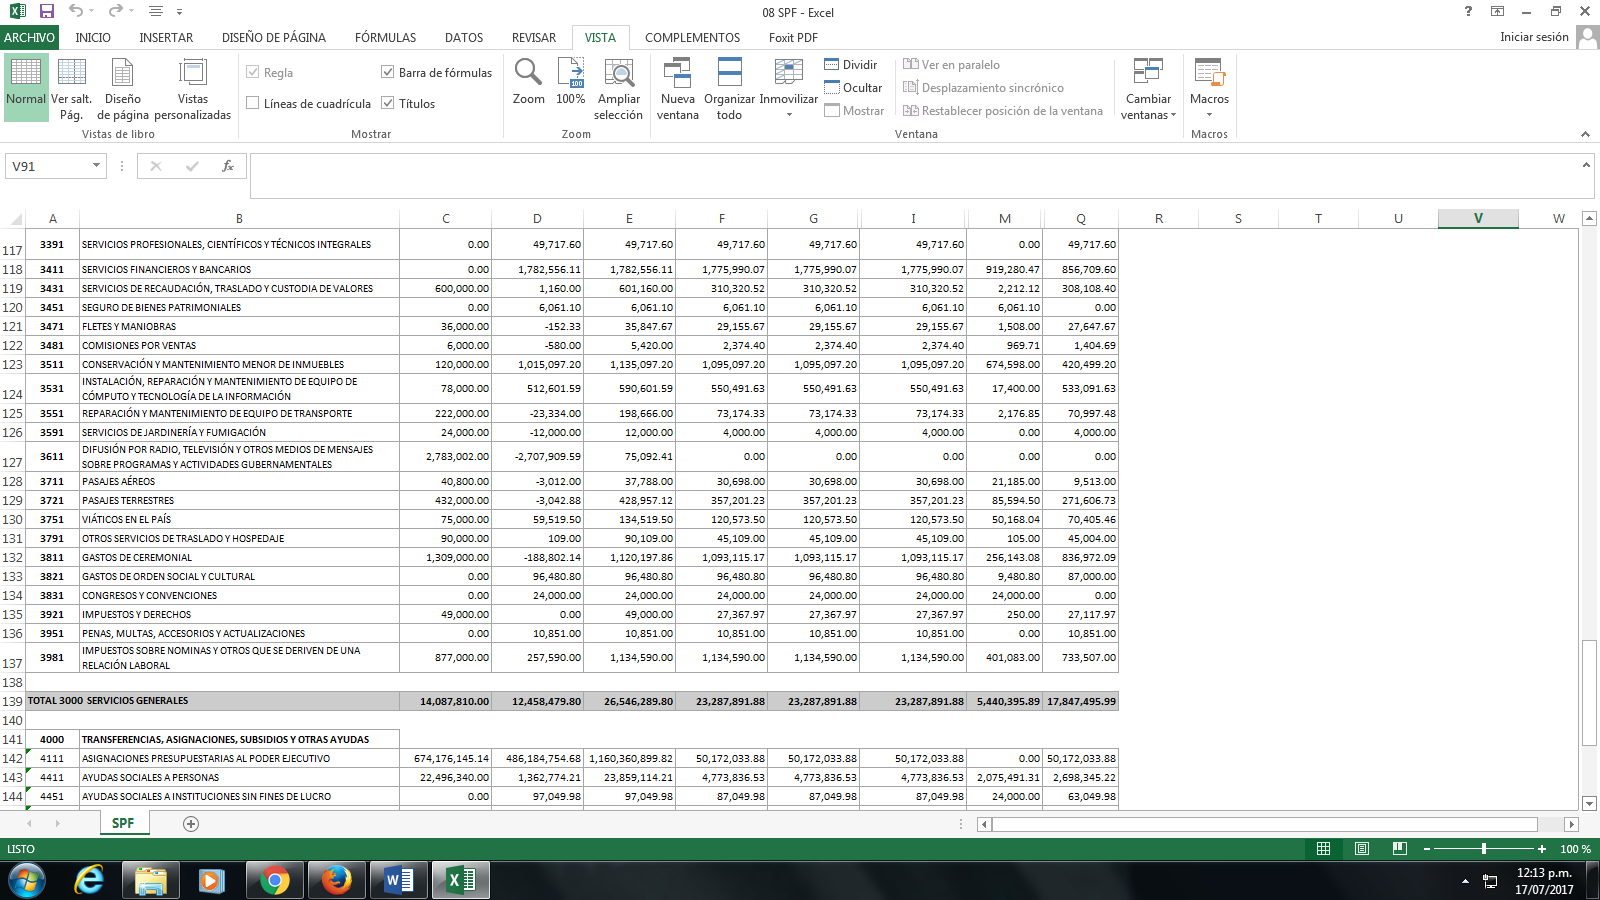 08 SPF - Excel
?
ARCHIVO INICIO INSERTAR DISEÑO DE PÁGINA FÓRMULAS DATOS REVISAR VISTA COMPLEMENTOS Foxit PDF Iniciar sesión
Normal Ver salt. Pág. Diseño de página Vistas personalizadas
Vistas de libro
Regla Barra de fórmulas
Líneas de cuadrícula Títulos
Mostrar
Zoom 100% Ampliar selección
Zoom
Nueva ventana Organizar todo Inmovilizar
Dividir
Ocultar
Mostrar
Ver en paralelo
Desplazamiento sincrónico
Restablecer posición de la ventana
Cambiar ventanas
Ventana
Macros
Macros
V91 fx
A B C D E F G I M Q R S T U V W
117 3391 SERVICIOS PROFESIONALES, CIENTÍFICOS Y TÉCNICOS INTEGRALES 0.00 49,717.60 49,717.60 49,717.60 49,717.60 49,717.60 0.00 49,717.60
118 3411 SERVICIOS FINANCIEROS Y BANCARIOS 0.00 1,782,556.11 1,782,556.11 1,775,990.07 1,775,990.07 1,775,990.07 919,280.47 856,709.60
119 3431 SERVICIOS DE RECAUDACIÓN, TRASLADO Y CUSTODIA DE VALORES 600,000.00 1,160.00 601,160.00 310,320.52 310,320.52 310,320.52 2,212.12 308,108.40
120 3451 SEGURO DE BIENES PATRIMONIALES 0.00 6,061.10 6,061.10 6,061.10 6,061.10 6,061.10 6,061.10 0.00
121 3471 FLETES Y MANIOBRAS 36,000.00 -152.33 35,847.67 29,155.67 29,155.67 29,155.67 1,508.00 27,647.67
122 3481 COMISIONES POR VENTAS 6,000.00 -580.00 5,420.00 2,374.40 2,374.40 2,374.40 969.71 1,404.69
123 3511 CONSERVACIÓN Y MANTENIMIENTO MENOR DE INMUEBLES 120,000.00 1,015,097.20 1,135,097.20 1,095,097.20 1,095,097.20 1,095,097.20 674,598.00 420,499.20
124 3531 INSTALACIÓN, REPARACIÓN Y MANTENIMIENTO DE EQUIPO DE
CÓMPUTO Y TECNOLOGÍA DE LA INFORMACIÓN 78,000.00 512,601.59 590,601.59 550,491.63 550,491.63 550,491.63 17,400.00 533,091.63
125 3551 REPARACIÓN Y MANTENIMIENTO DE EQUIPO DE TRANSPORTE 222,000.00 -23,334.00 198,666.00 73,174.33 73,174.33 73,174.33 2,176.85 70,997.48
126 3591 SERVICIOS DE JARDINERÍA Y FUMIGACIÓN 24,000.00 -12,000.00 12,000.00 4,000.00 4,000.00 4,000.00 0.00 4,000.00
127 3611 DIFUSIÓN POR RADIO, TELEVISIÓN Y OTROS MEDIOS DE MENSAJES
SOBRE PROGRAMAS Y ACTIVIDADES GUBERNAMENTALES 2,783,002.00 -2,707,909.59 75,092.41 0.00 0.00 0.00 0.00 0.00
128 3711 PASAJES AÉREOS 40,800.00 -3,012.00 37,788.00 30,698.00 30,698.00 30,698.00 21,185.00 9,513.00
129 3721 PASAJES TERRESTRES 432,000.00 -3,042.88 428,957.12 357,201.23 357,201.23 357,201.23 85,594.50 271,606.73
130 3751 VIÁTICOS EN EL PAÍS 75,000.00 59,519.50 134,519.50 120,573.50 120,573.50 120,573.50 50,168.04 70,405.46
131 3791 OTROS SERVICIOS DE TRASLADO Y HOSPEDAJE 90,000.00 109.00 90,109.00 45,109.00 45,109.00 45,109.00 105.00 45,004.00
132 3811 GASTOS DE CEREMONIAL 1,309,000.00 -188,802.14 1,120,197.86 1,093,115.17 1,093,115.17 1,093,115.17 256,143.08 836,972.09
133 3821 GASTOS DE ORDEN SOCIAL Y CULTURAL 0.00 96,480.80 96,480.80 96,480.80 96,480.80 96,480.80 9,480.80 87,000.00
134 3831 CONGRESOS Y CONVENCIONES 0.00 24,000.00 24,000.00 24,000.00 24,000.00 24,000.00 24,000.00 0.00
135 3921 IMPUESTOS Y DERECHOS 49,000.00 0.00 49,000.00 27,367.97 27,367.97 27,367.97 250.00 27,117.97
136 3951 PENAS, MULTAS, ACCESORIOS Y ACTUALIZACIONES 0.00 10,851.00 10,851.00 10,851.00 10,851.00 10,851.00 0.00 10,851.00
137 3981 IMPUESTOS SOBRE NOMINAS Y OTROS QUE SE DERIVEN DE UNA
RELACIÓN LABORAL 877,000.00 257,590.00 1,134,590.00 1,134,590.00 1,134,590.00 1,134,590.00 401,083.00 733,507.00
138
139 TOTAL 3000 SERVICIOS GENERALES 14,087,810.00 12,458,479.80 26,546,289.80 23,287,891.88 23,287,891.88 23,287,891.88 5,440,395.89 17,847,495.99
140
141 4000 TRANSFERENCIAS, ASIGNACIONES, SUBSIDIOS Y OTRAS AYUDAS
142 4111 ASIGNACIONES PRESUPUESTARIAS AL PODER EJECUTIVO 674,176,145.14 486,184,754.68 1,160,360,899.82 50,172,033.88 50,172,033.88 50,172,033.88 0.00 50,172,033.88
143 4411 AYUDAS SOCIALES A PERSONAS 22,496,340.00 1,362,774.21 23,859,114.21 4,773,836.53 4,773,836.53 4,773,836.53 2,075,491.31 2,698,345.22
144 4451 AYUDAS SOCIALES A INSTITUCIONES SIN FINES DE LUCRO 0.00 97,049.98 97,049.98 87,049.98 87,049.98 87,049.98 24,000.00 63,049.98
SPF
LISTO 100 %
12:13 p.m.
17/07/2017